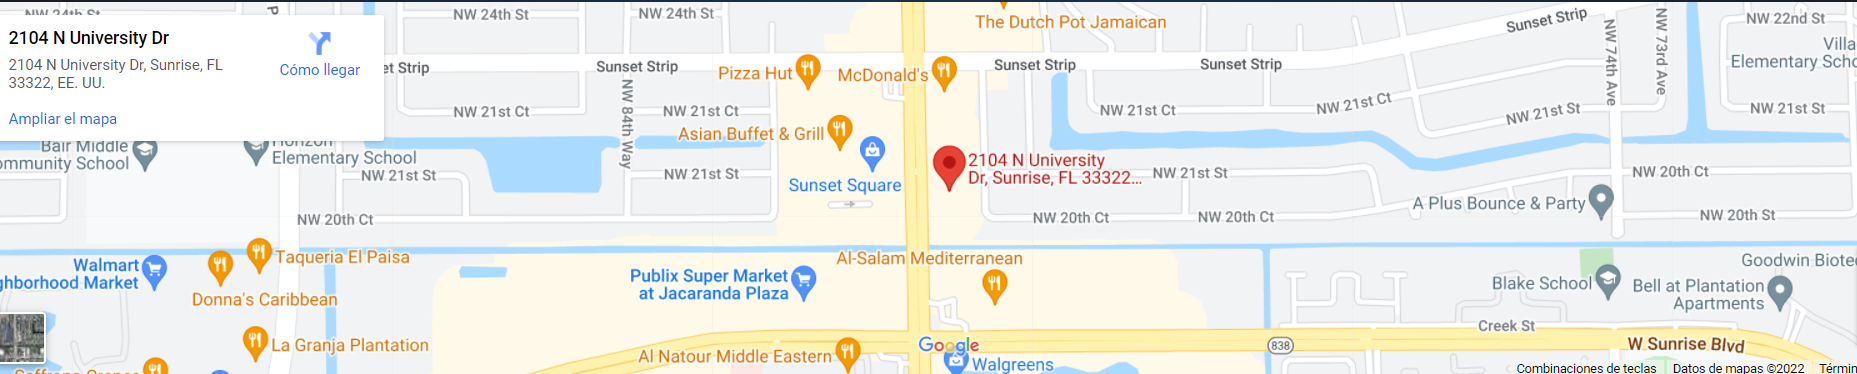 2104 N University Dr
2104 N University Dr, Sunrise, FL
33322, EE. UU.
Cómo llegar
Ampliar el mapa
NW 24th St
NW 24th St
The Dutch Pot Jamaican
Sunset Strip
NW 22nd St
NW 74th Ave
NW 73rd Ave
Villa
Elementary Scho
et Strip
Sunset Strip
Pizza Hut
McDonald's
Sunset Strip
Sunset Strip
NW 21st Ct
NW 84th Way
NW 21st Ct
NW 21st Ct
NW 21st Ct
NW 21st St
NW 21st St
Asian Buffet & Grill
Bair Middle
ommunity School
Horizon
Elementary School
NW 21st St
NW 21st St
Sunset Square
2104 N University
Dr, Sunrise, FL 33322...
NW 21st St
NW 20th Ct
A Plus Bounce & Party
NW 20th Ct
NW 20th Ct
NW 20th Ct
NW 20th St
Walmart
ghborhood Market
Taqueria El Paisa
Donna's Caribbean
Publix Super Market
at Jacaranda Plaza
Al-Salam Mediterranean
Blake School
Goodwin Biotec
Bell at Plantation
Apartments
La Granja Plantation
Al Natour Middle Eastern
Google
Walgreens
838
Creek St
W Sunrise Blvd
Combinaciones de teclas
Datos de mapas ©2022
Términ